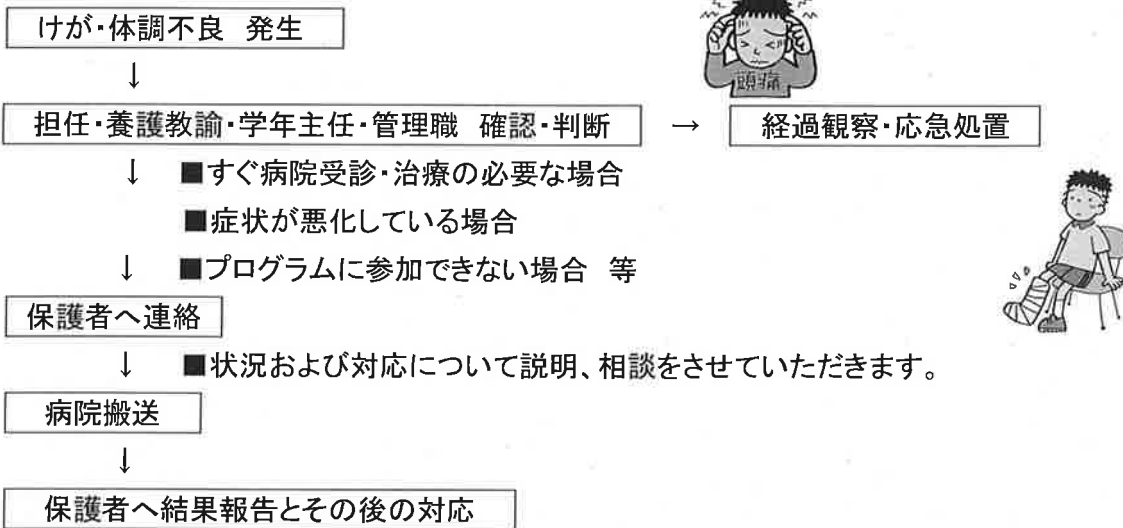 けが・体調不良 発生
↓
頭痛
担任・養護教諭・学年主任・管理職 確認・判断 → 経過観察・応急処置
↓ ■すぐ病院受診・治療の必要な場合
■症状が悪化している場合
↓ ■プログラムに参加できない場合 等
保護者へ連絡
↓ ■状況および対応について説明、相談をさせていただきます。
病院搬送
↓
保護者へ結果報告とその後の対応